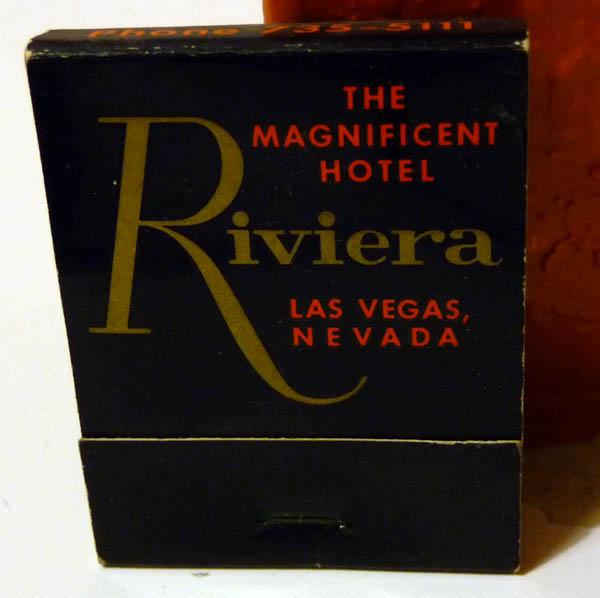 Phone 735-5111
THE
MAGNIFICENT
HOTEL
Riviera
LAS VEGAS,
NEVADA